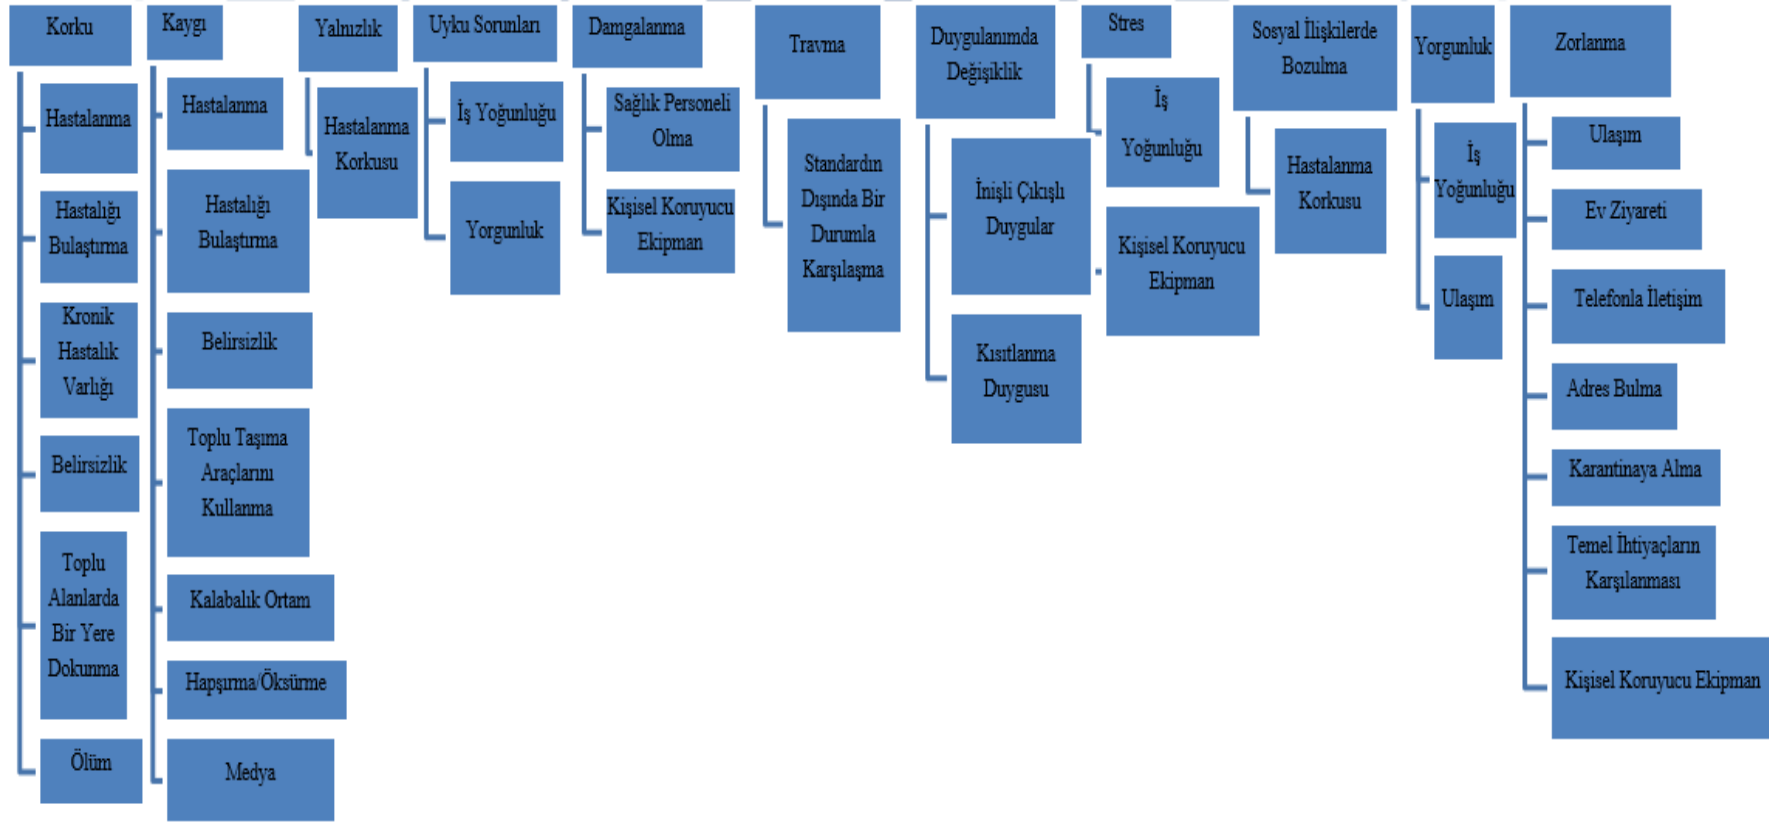 Korku
Hastalanma
Hastalığı
Bulaştırma
Kronik
Hastalık
Varlığı
Belirsizlik
Toplu
Alanlarda
Bir Yere
Dokunma
Ölüm
Kaygı
Hastalanma
Hastalığı
Bulaştırma
Belirsizlik
Toplu Taşıma
Araçlarını
Kullanma
Kalabalık Ortam
Hapşırma/Öksürme
Medya
Yalnızlık
Hastalanma
Korkusu
Uyku Sorunları
İş Yoğunluğu
Yorgunluk
Damgalanma
Sağlık Personeli
Olma
Kişisel Koruyucu
Ekipman
Travma
Standardın
Dışında Bir
Durumla
Karşılaşma
Duygulanımda
Değişiklik
İnişli Çıkışlı
Duygular
Kısıtlanma
Duygusu
Stres
İş
Yoğunluğu
Kişisel Koruyucu
Ekipman
Sosyal İlişkilerde
Bozulma
Hastalanma
Korkusu
Yorgunluk
İş
Yoğunluğu
Ulaşım
Zorlanma
Ulaşım
Ev Ziyareti
Telefonla İletişim
Adres Bulma
Karantinaya Alma
Temel İhtiyaçların
Karşılanması
Kişisel Koruyucu Ekipman